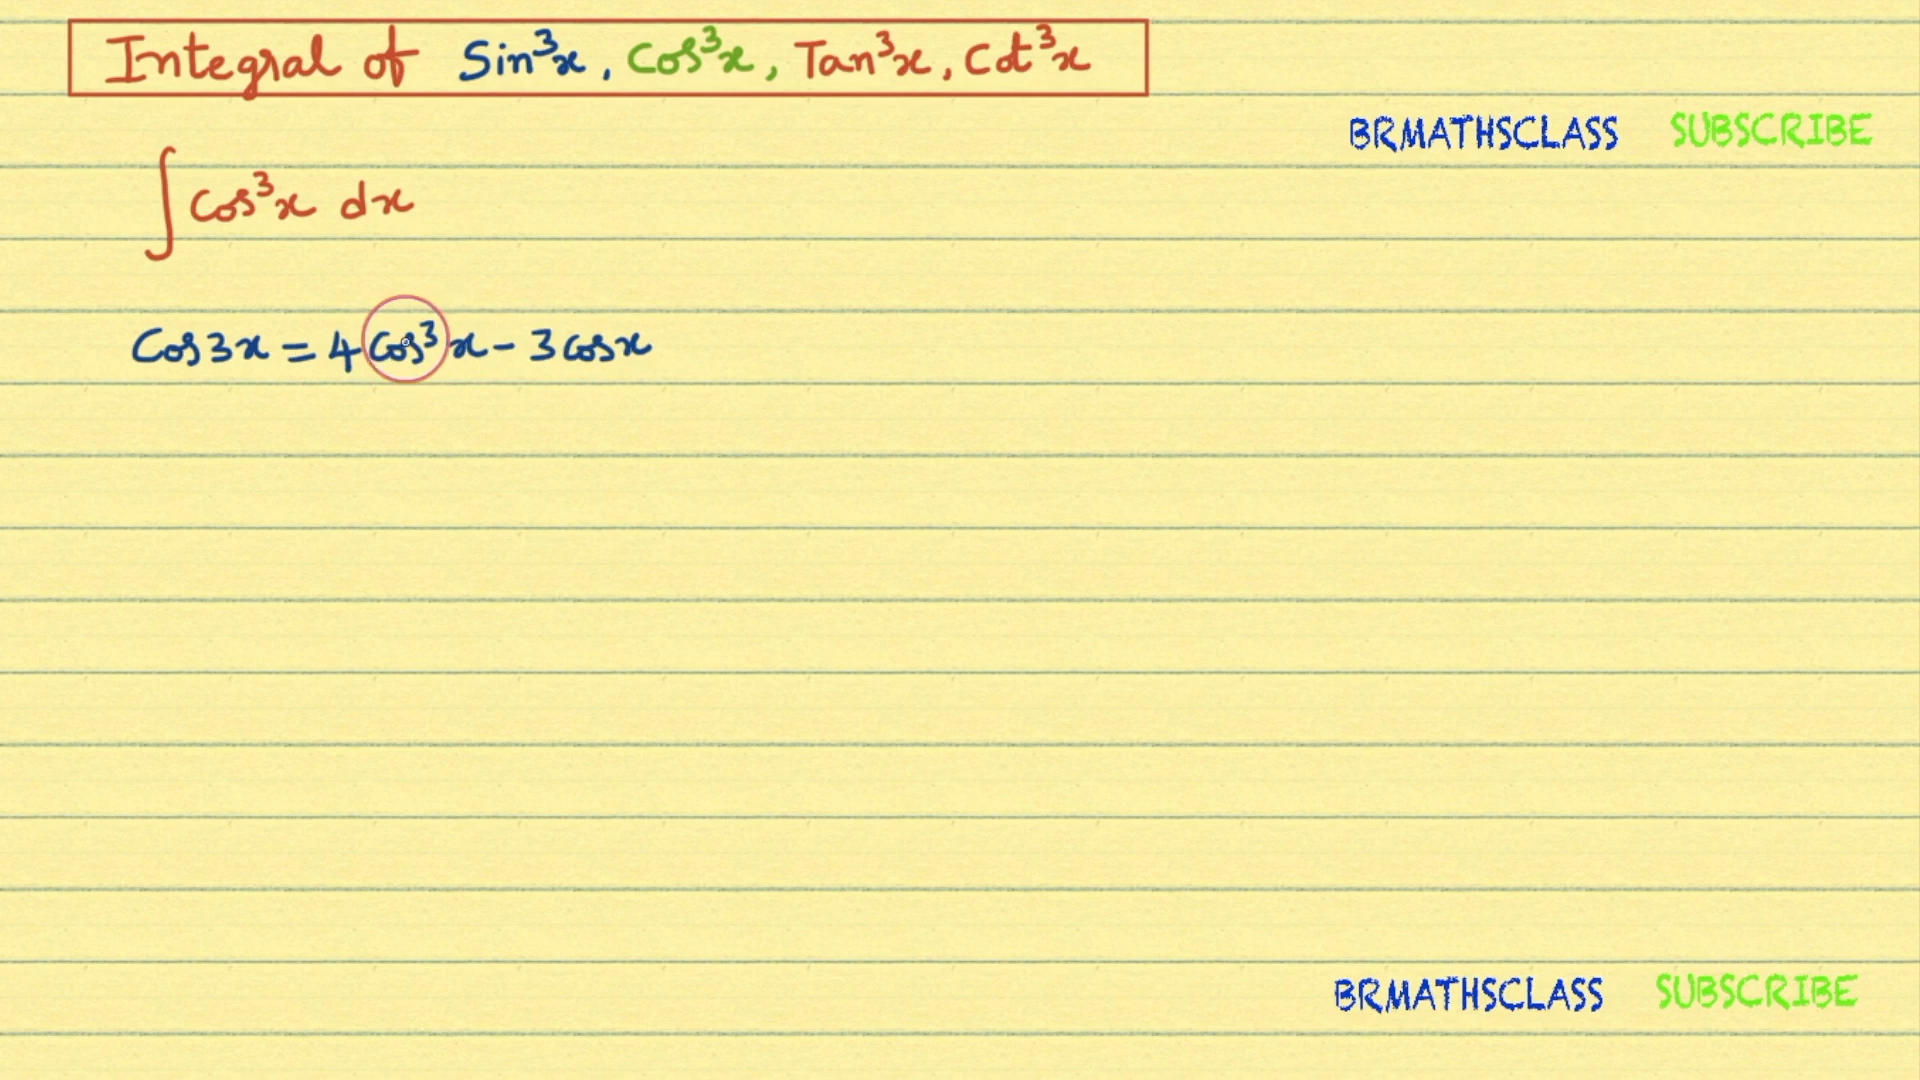 Integral of Sin³x, Cos³x, Tan³x, Cot³x
BRMATHSCLASS SUBSCRIBE
∫ Cos³x dx
Cos3x = 4cos³x - 3cosx
BRMATHSCLASS SUBSCRIBE